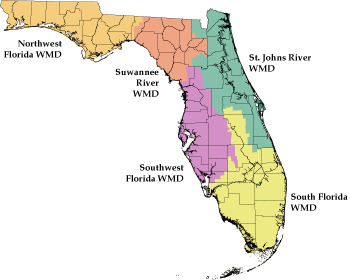 Northwest
Florida WMD
Suwannee
River
WMD
St. Johns River
WMD
Southwest
Florida WMD
South Florida
WMD